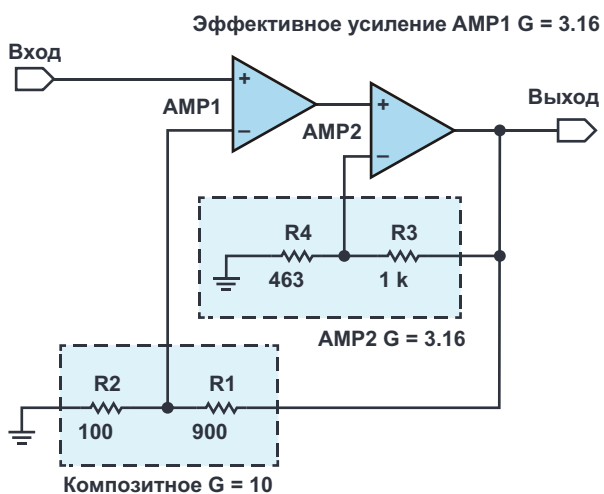 Эффективное усиление AMP1 G = 3.16
Вход
+
AMP1
–
+
AMP2
–
Выход
R4
R3
463
1 k
AMP2 G = 3.16
R2
R1
100
900
Композитное G = 10